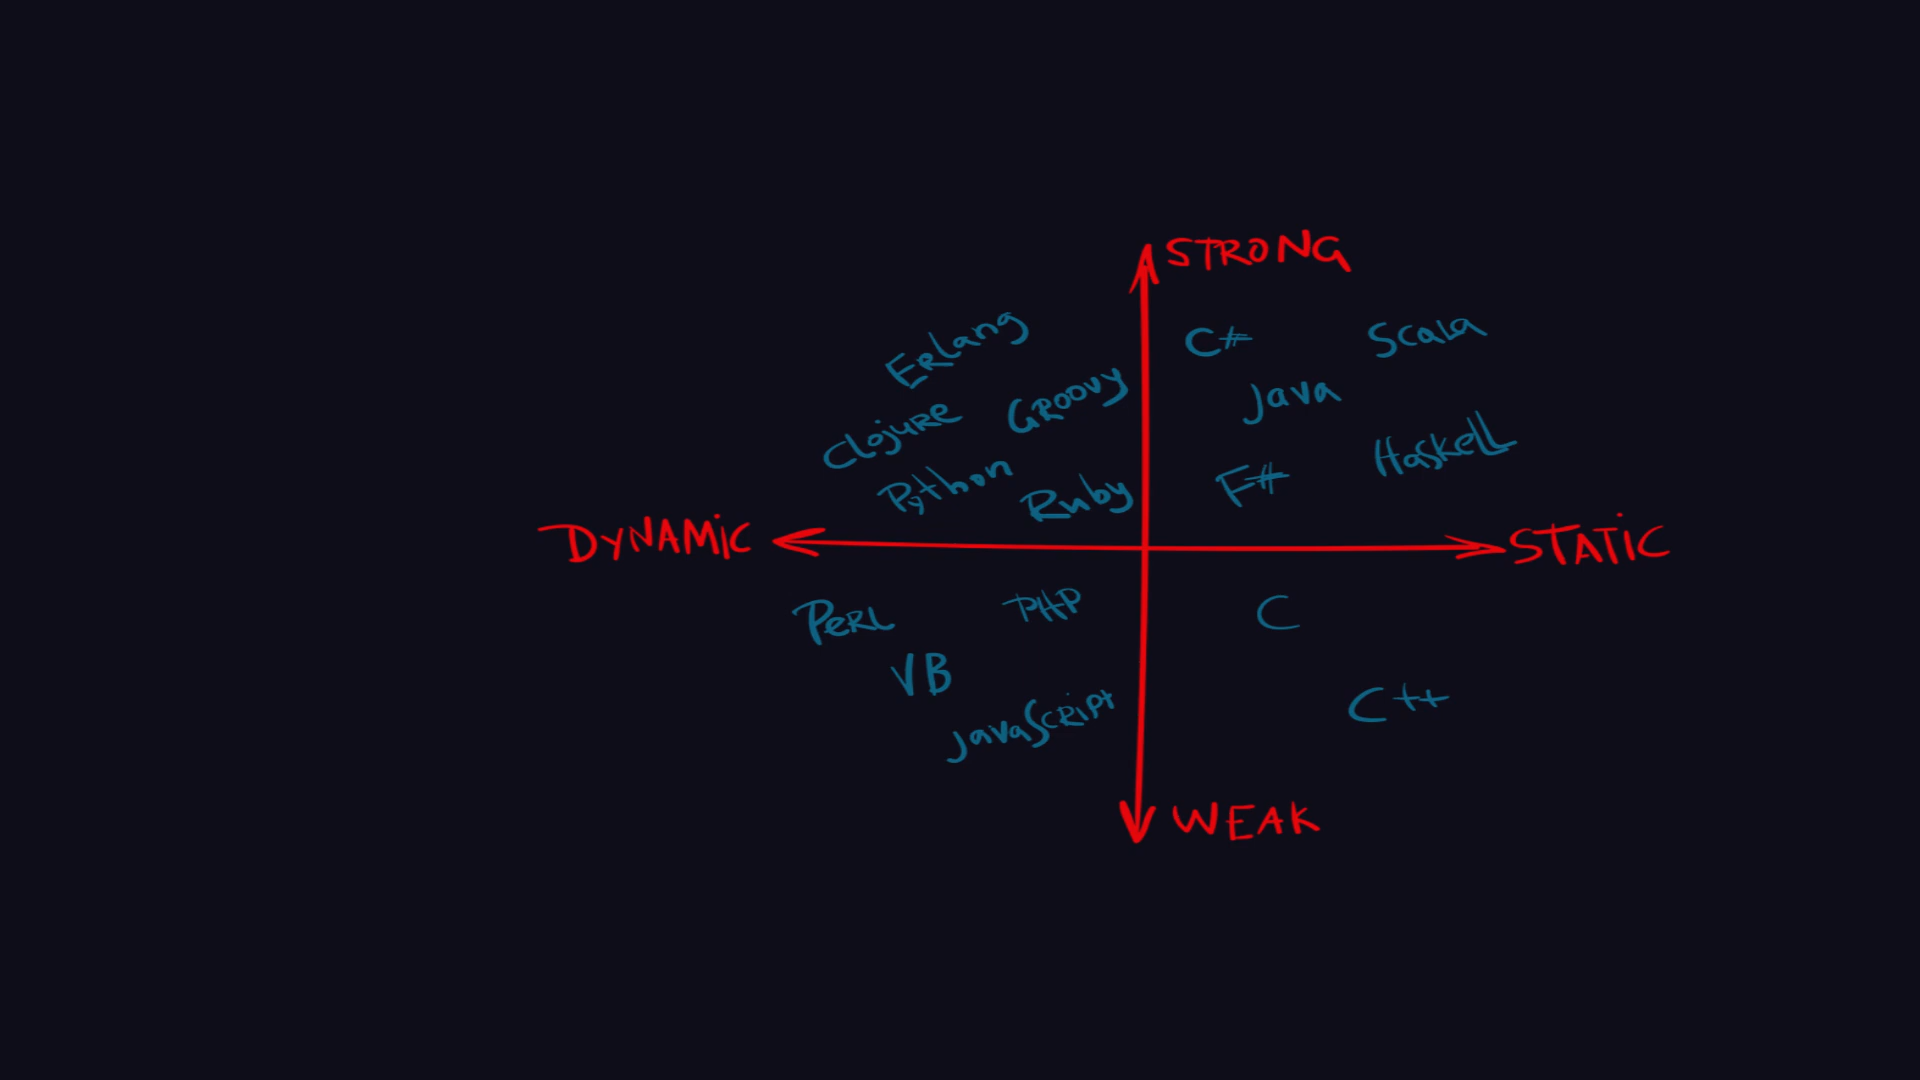 STRONG
Erlang
C#
Scala
Clojure
Groovy
Java
Python
Ruby
F#
Haskell
DYNAMIC
STATIC
PERL
PHP
C
VB
JavaScript
C++
WEAK